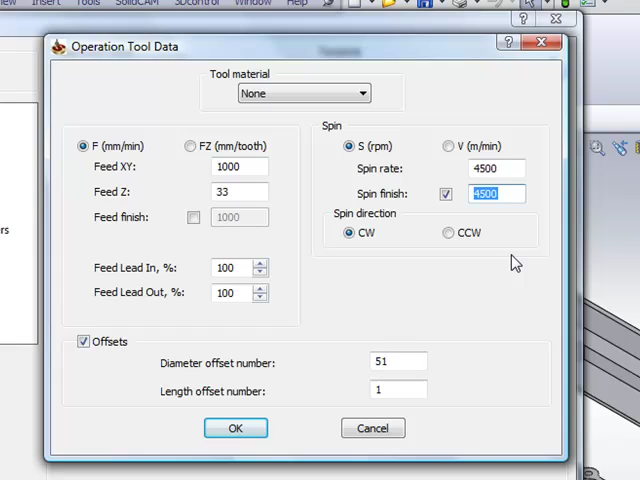 Insert Tools SolidCAM 3DControl Window Help
Operation Tool Data
Tool material
None
F (mm/min) FZ (mm/tooth)
Feed XY: 1000
Feed Z: 33
Feed finish: 1000
Feed Lead In, %: 100
Feed Lead Out, %: 100
Spin
S (rpm) V (m/min)
Spin rate: 4500
Spin finish: 4500
Spin direction
CW CCW
Offsets
Diameter offset number: 51
Length offset number: 1
OK Cancel